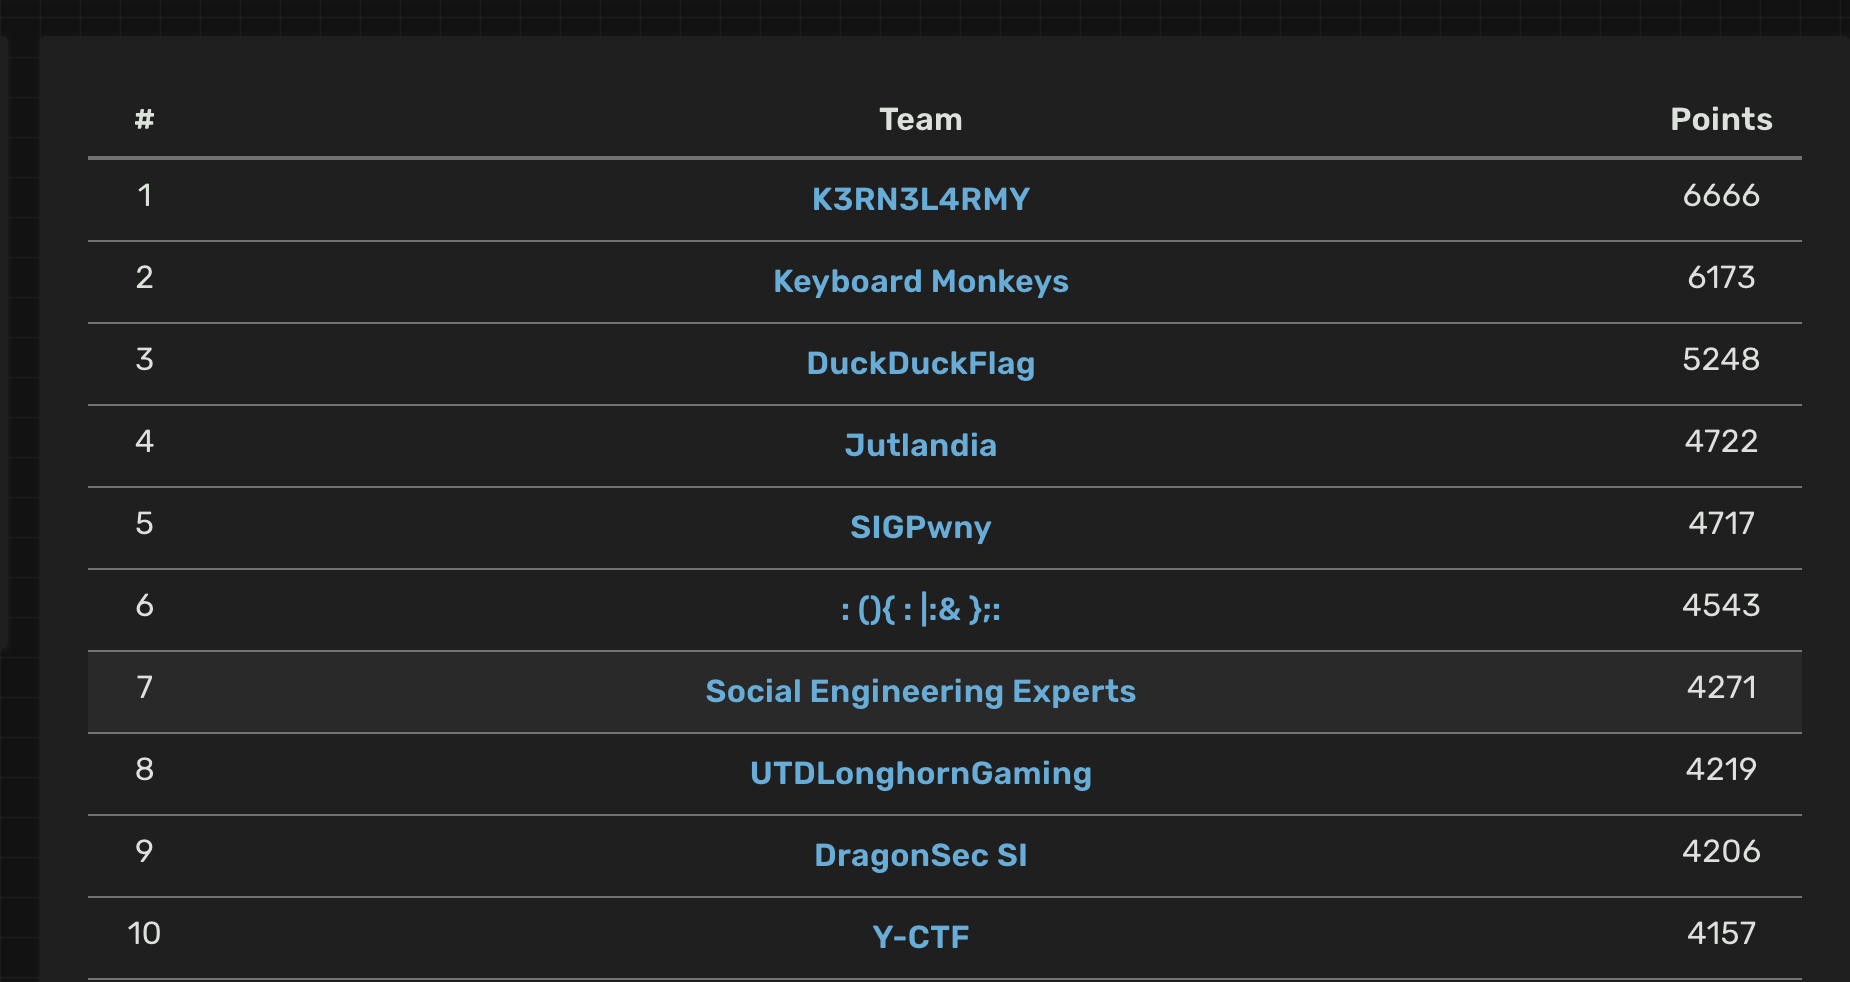 # Team Points
1 K3RN3L4RMY 6666
2 Keyboard Monkeys 6173
3 DuckDuckFlag 5248
4 Jutlandia 4722
5 SIGPwny 4717
6 : (){ : |:& };: 4543
7 Social Engineering Experts 4271
8 UTDLonghornGaming 4219
9 DragonSec SI 4206
10 Y-CTF 4157